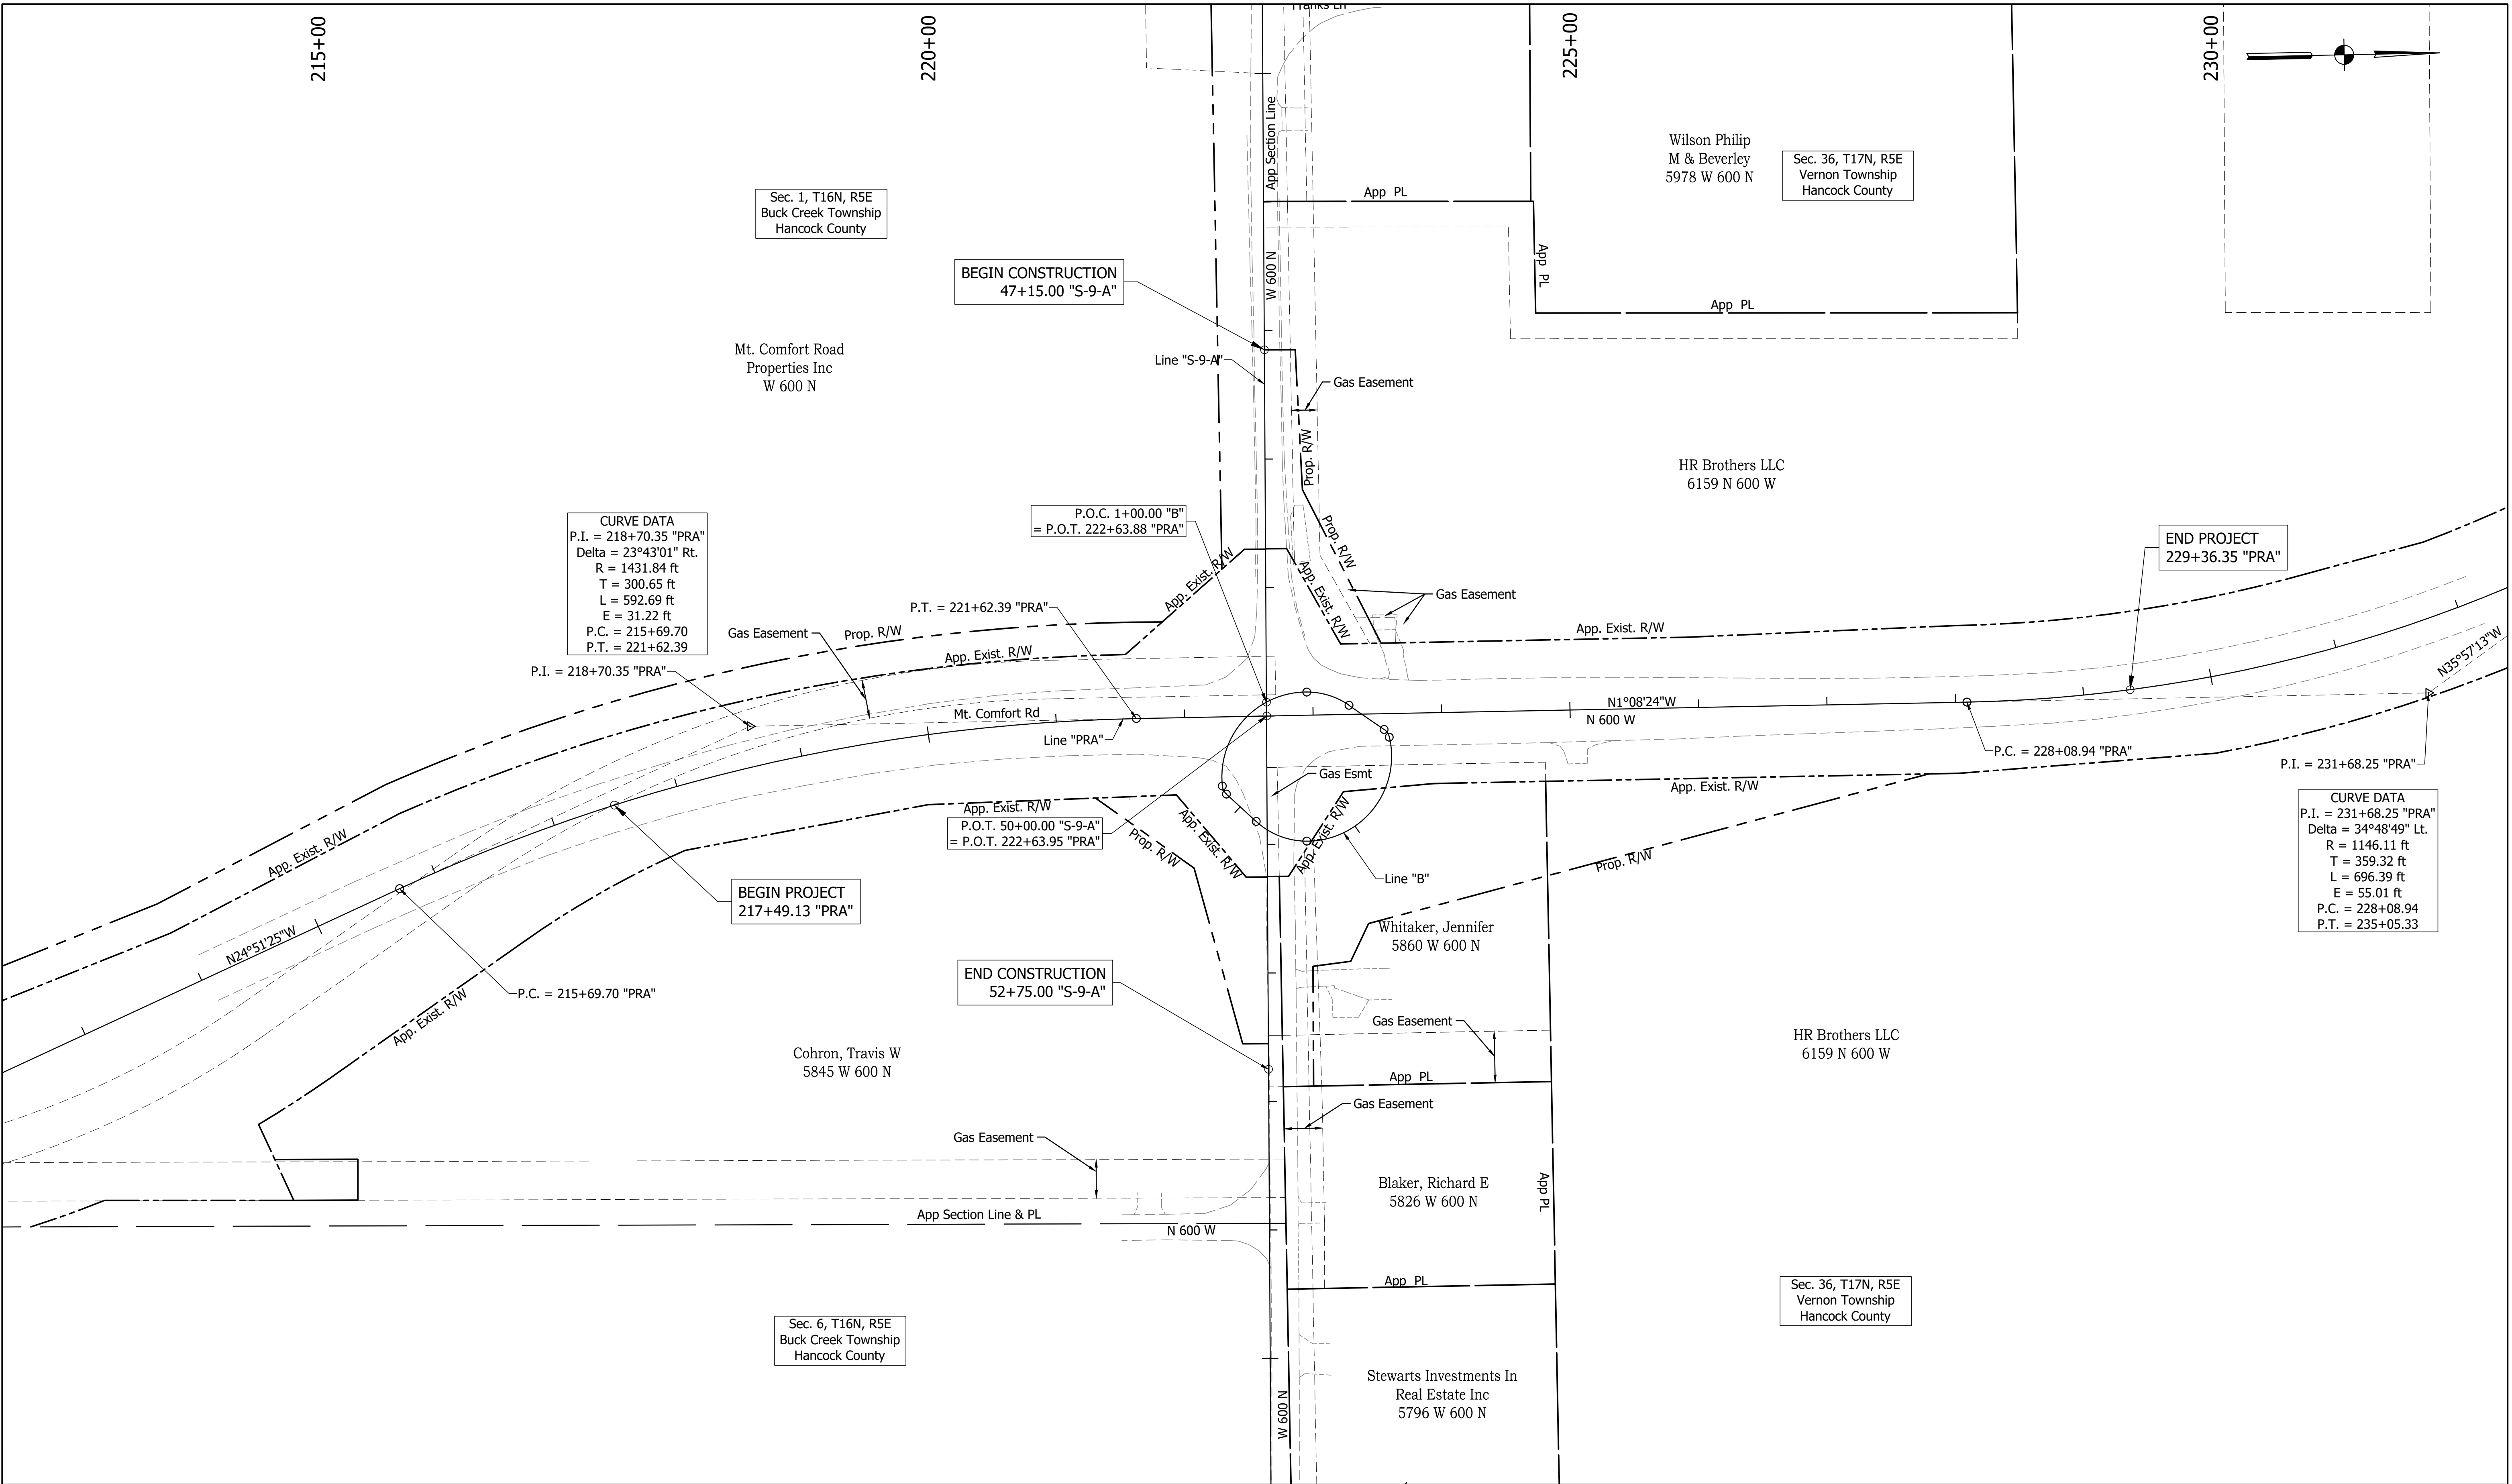 Franks Ln
215+00
220+00
225+00
230+00
App Section Line
Wilson Philip
M & Beverley
5978 W 600 N
Sec. 36, T17N, R5E
Vernon Township
Hancock County
Sec. 1, T16N, R5E
Buck Creek Township
Hancock County
App PL
App PL
App PL
W 600 N
BEGIN CONSTRUCTION
47+15.00 "S-9-A"
Line "S-9-A"
Mt. Comfort Road
Properties Inc
W 600 N
Gas Easement
Prop. R/W
HR Brothers LLC
6159 N 600 W
CURVE DATA
P.I. = 218+70.35 "PRA"
Delta = 23°43'01" Rt.
R = 1431.84 ft
T = 300.65 ft
L = 592.69 ft
E = 31.22 ft
P.C. = 215+69.70
P.T. = 221+62.39
P.O.C. 1+00.00 "B"
= P.O.T. 222+63.88 "PRA"
Prop. R/W
END PROJECT
229+36.35 "PRA"
App. Exist. R/W
App. Exist. R/W
Gas Easement
P.T. = 221+62.39 "PRA"
Gas Easement
Prop. R/W
App. Exist. R/W
App. Exist. R/W
P.I. = 218+70.35 "PRA"
N35°57'13"W
Mt. Comfort Rd
N1°08'24"W
N 600 W
Line "PRA"
P.C. = 228+08.94 "PRA"
P.I. = 231+68.25 "PRA"
Gas Esmt
App. Exist. R/W
App. Exist. R/W
App. Exist. R/W
App. Exist. R/W
P.O.T. 50+00.00 "S-9-A"
= P.O.T. 222+63.95 "PRA"
Prop. R/W
CURVE DATA
P.I. = 231+68.25 "PRA"
Delta = 34°48'49" Lt.
R = 1146.11 ft
T = 359.32 ft
L = 696.39 ft
E = 55.01 ft
P.C. = 228+08.94
P.T. = 235+05.33
App. Exist. R/W
Prop. R/W
Line "B"
BEGIN PROJECT
217+49.13 "PRA"
Whitaker, Jennifer
5860 W 600 N
N24°51'25"W
END CONSTRUCTION
52+75.00 "S-9-A"
P.C. = 215+69.70 "PRA"
App. Exist. R/W
Gas Easement
HR Brothers LLC
6159 N 600 W
Cohron, Travis W
5845 W 600 N
App PL
Gas Easement
Gas Easement
Blaker, Richard E
5826 W 600 N
App PL
App Section Line & PL
N 600 W
App PL
Sec. 36, T17N, R5E
Vernon Township
Hancock County
Sec. 6, T16N, R5E
Buck Creek Township
Hancock County
Stewarts Investments In
Real Estate Inc
5796 W 600 N
W 600 N